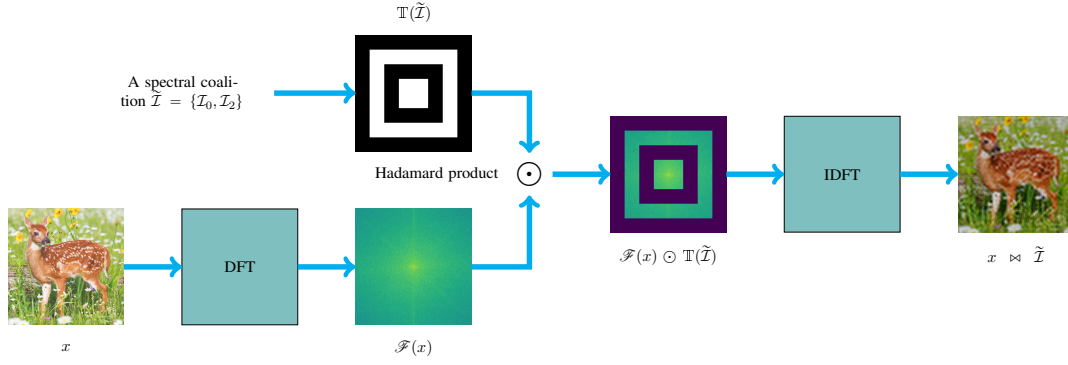 𝕋(ℐ̃)
A spectral coali-
tion ℐ̃ = {ℐ₀, ℐ₂}
Hadamard product
⊙
IDFT
DFT
ℱ(x) ⊙ 𝕋(ℐ̃)
x ⋈ ℐ̃
x
ℱ(x)